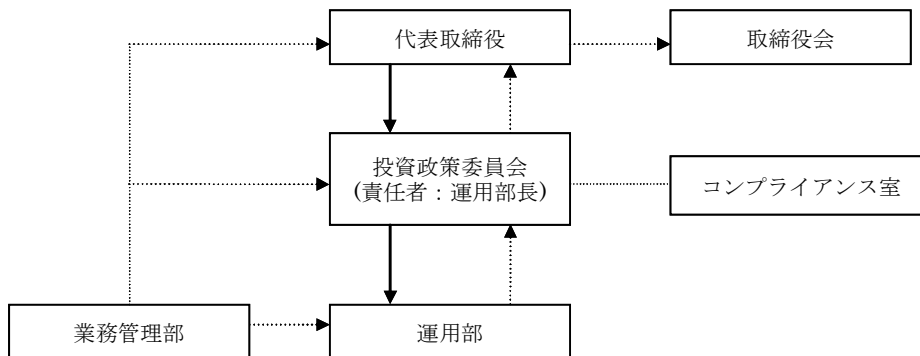 代表取締役
取締役会
投資政策委員会
(責任者：運用部長)
コンプライアンス室
業務管理部
運用部